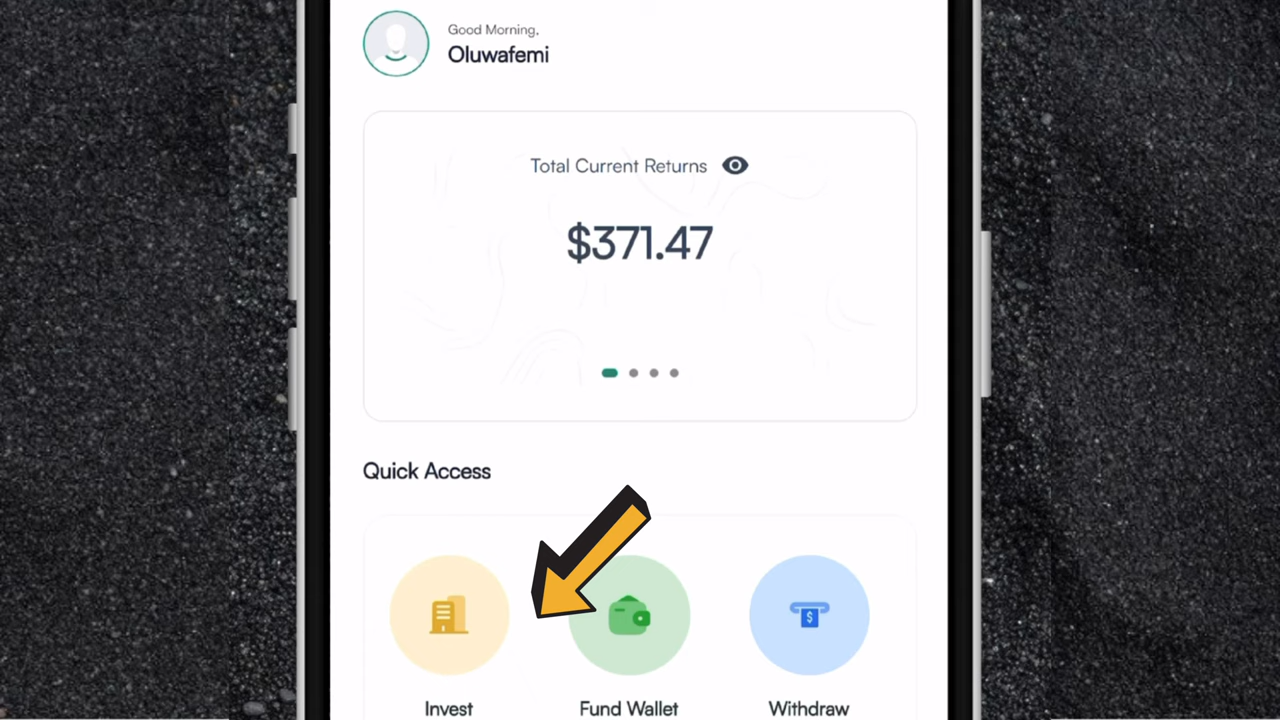 Good Morning,
Oluwafemi
Total Current Returns
$371.47
Quick Access
$
Invest
Fund Wallet
Withdraw